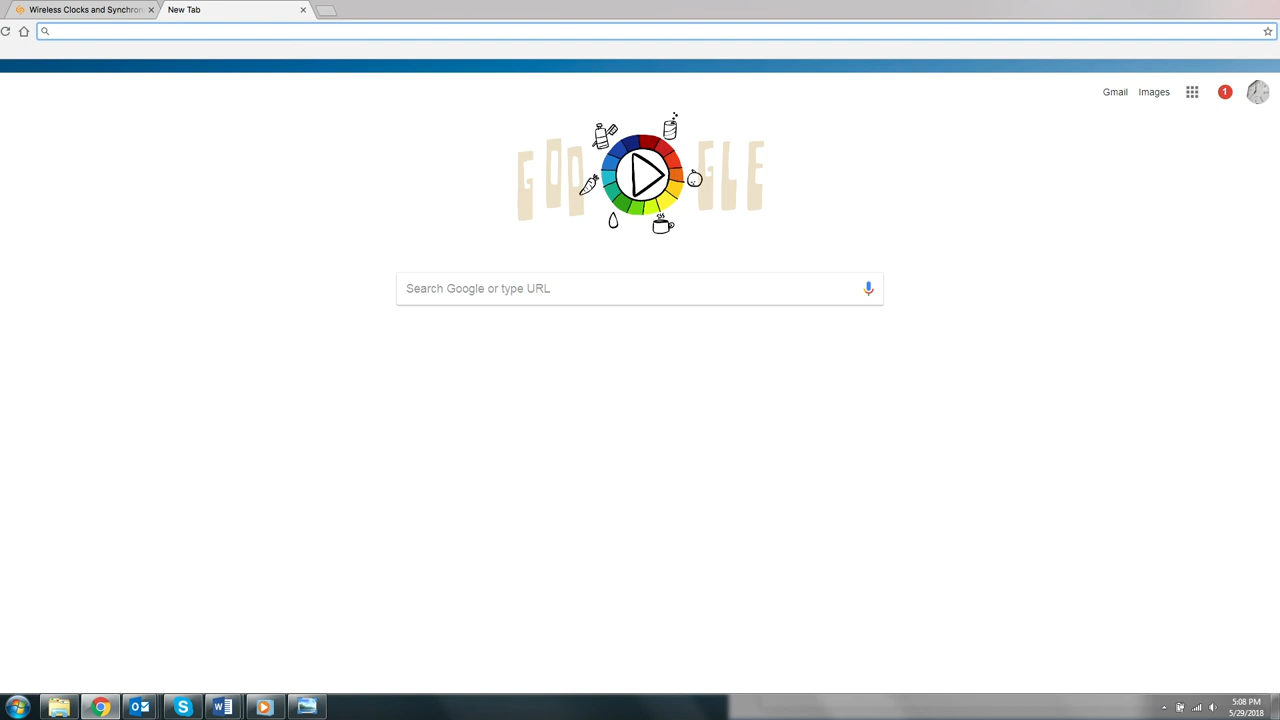 Wireless Clocks and Synchron
New Tab
Gmail
Images
1
GOOGLE
Search Google or type URL
5:08 PM
5/29/2018